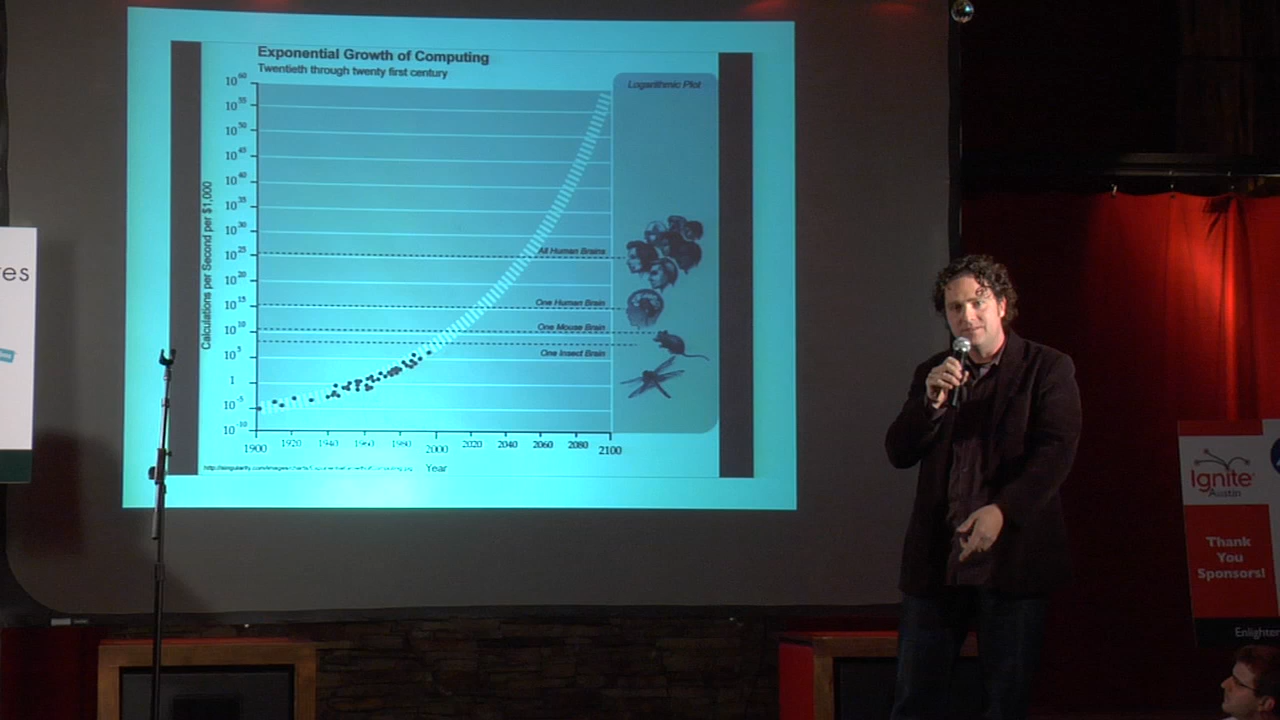 Exponential Growth of Computing
Twentieth through twenty first century
Logarithmic Plot
Calculations per Second per $1,000
10^60
10^55
10^50
10^45
10^40
10^35
10^30
10^25
10^20
10^15
10^10
10^5
1
10^-5
10^-10
All Human Brains
One Human Brain
One Mouse Brain
One Insect Brain
1900 1920 1940 1960 1980 2000 2020 2040 2060 2080 2100
Year
res
Ignite
Austin
Thank
You
Sponsors!
Enlighten